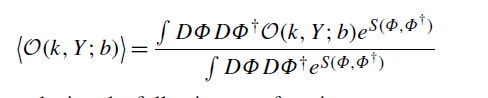 ⟨𝒪(k, Y; b)⟩ = ∫ DΦ DΦ†𝒪(k, Y; b)e^{S(Φ,Φ†)} / ∫ DΦ DΦ†e^{S(Φ,Φ†)}